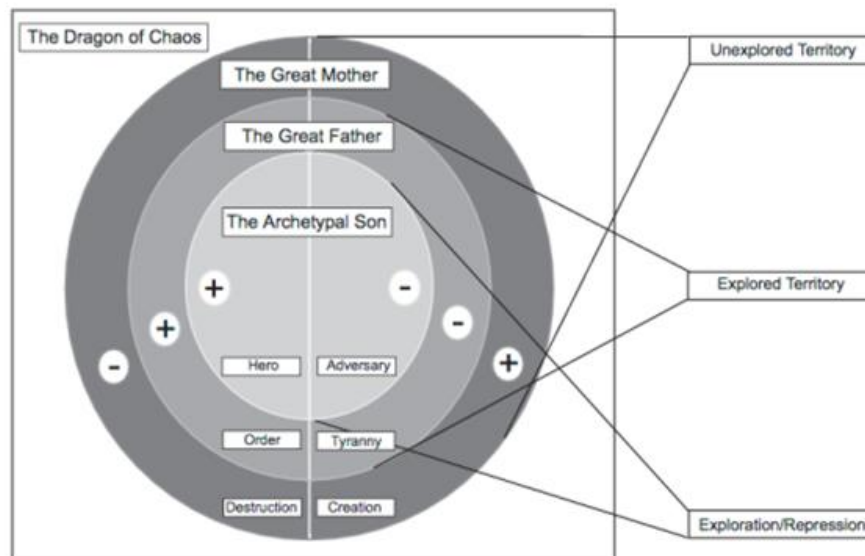 The Dragon of Chaos
Unexplored Territory
The Great Mother
The Great Father
The Archetypal Son
Explored Territory
+
-
+
-
-
+
Hero
Adversary
Order
Tyranny
Destruction
Creation
Exploration/Repression